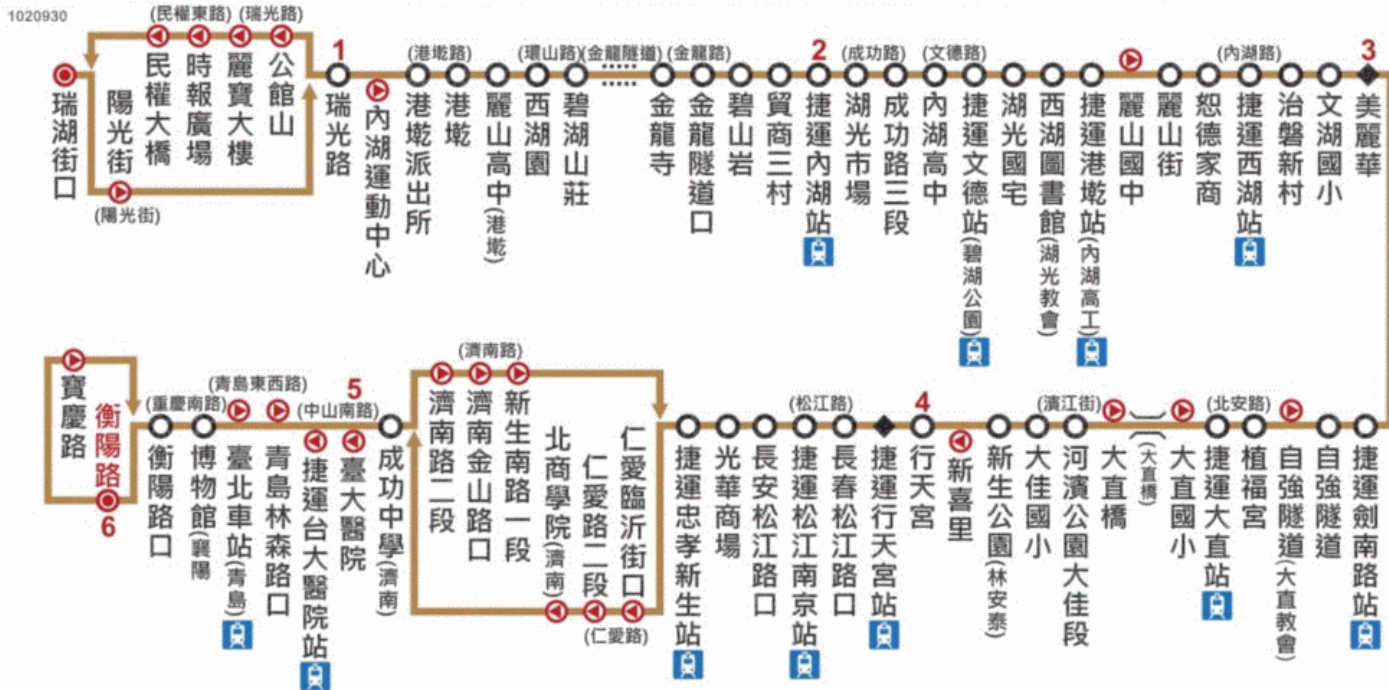 1020930
(民權東路)
(瑞光路)
瑞湖街口
陽光街
(陽光街)
民權大橋
時報廣場
麗寶大樓
公館山
1
瑞光路
內湖運動中心
(港墘路)
港墘派出所
港墘
麗山高中(港墘)
(環山路)
西湖園
碧湖山莊
(金龍隧道)
金龍寺
(金龍路)
金龍隧道口
碧山岩
貿商三村
2
捷運內湖站
(成功路)
湖光市場
成功路三段
(文德路)
內湖高中
捷運文德站(碧湖公園)
湖光國宅
西湖圖書館(湖光教會)
捷運港墘站(內湖高工)
麗山國中
麗山街
恕德家商
(內湖路)
捷運西湖站
治磐新村
文湖國小
3
美麗華
捷運劍南路站
自強隧道
自強隧道(大直教會)
(北安路)
植福宮
捷運大直站
大直國小
(大直橋)
大直橋
(濱江街)
河濱公園大佳段
大佳國小
新生公園(林安泰)
新喜里
4
行天宮
捷運行天宮站
(松江路)
長春松江路口
捷運松江南京站
長安松江路口
光華商場
捷運忠孝新生站
(濟南路)
新生南路一段
濟南金山路口
濟南路二段
仁愛臨沂街口
仁愛路二段
(仁愛路)
北商學院(濟南)
成功中學(濟南)
5
(中山南路)
臺大醫院
捷運台大醫院站
(青島東西路)
青島林森路口
臺北車站(青島)
(重慶南路)
博物館(襄陽)
衡陽路口
衡陽路
6
寶慶路